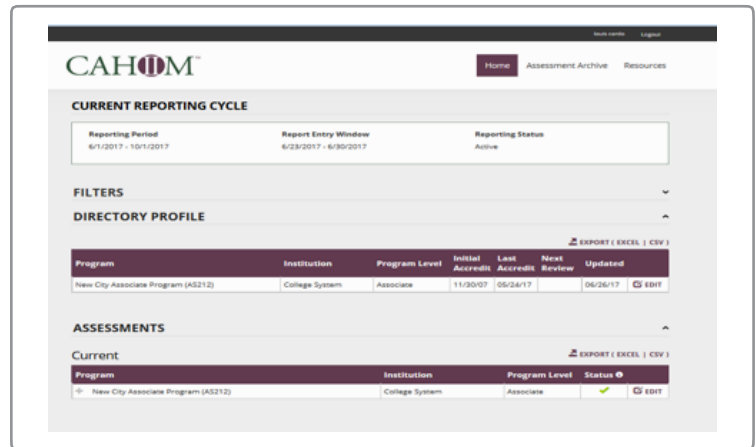 louis camilo Logout
CAHIIM™
Home Assessment Archive Resources
CURRENT REPORTING CYCLE
Reporting Period Report Entry Window Reporting Status
6/1/2017 - 10/1/2017 6/23/2017 - 6/30/2017 Active
FILTERS
DIRECTORY PROFILE
EXPORT ( EXCEL | CSV )
Program Institution Program Level Initial Accredit Last Accredit Next Review Updated
New City Associate Program (AS212) College System Associate 11/30/07 05/24/17 06/26/17 EDIT
ASSESSMENTS
Current EXPORT ( EXCEL | CSV )
Program Institution Program Level Status
New City Associate Program (AS212) College System Associate EDIT